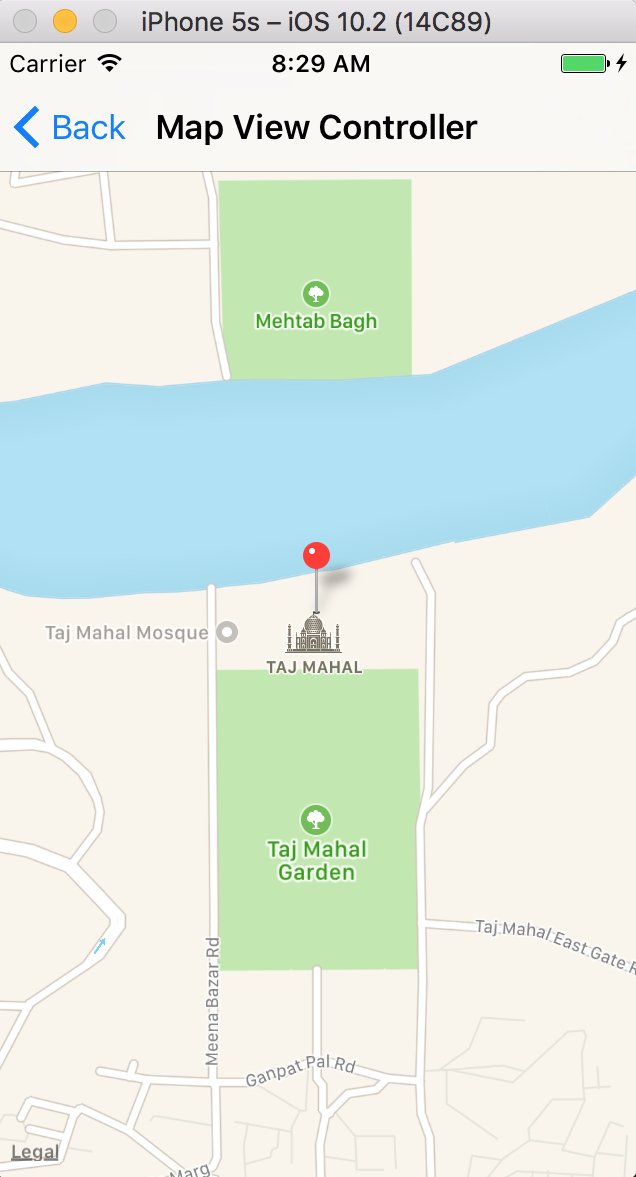 iPhone 5s – iOS 10.2 (14C89)
Carrier 8:29 AM
Back Map View Controller
Mehtab Bagh
Taj Mahal Mosque
TAJ MAHAL
Taj Mahal
Garden
Taj Mahal East Gate R
Meena Bazar Rd
Ganpat Pal Rd
Legal
Marg